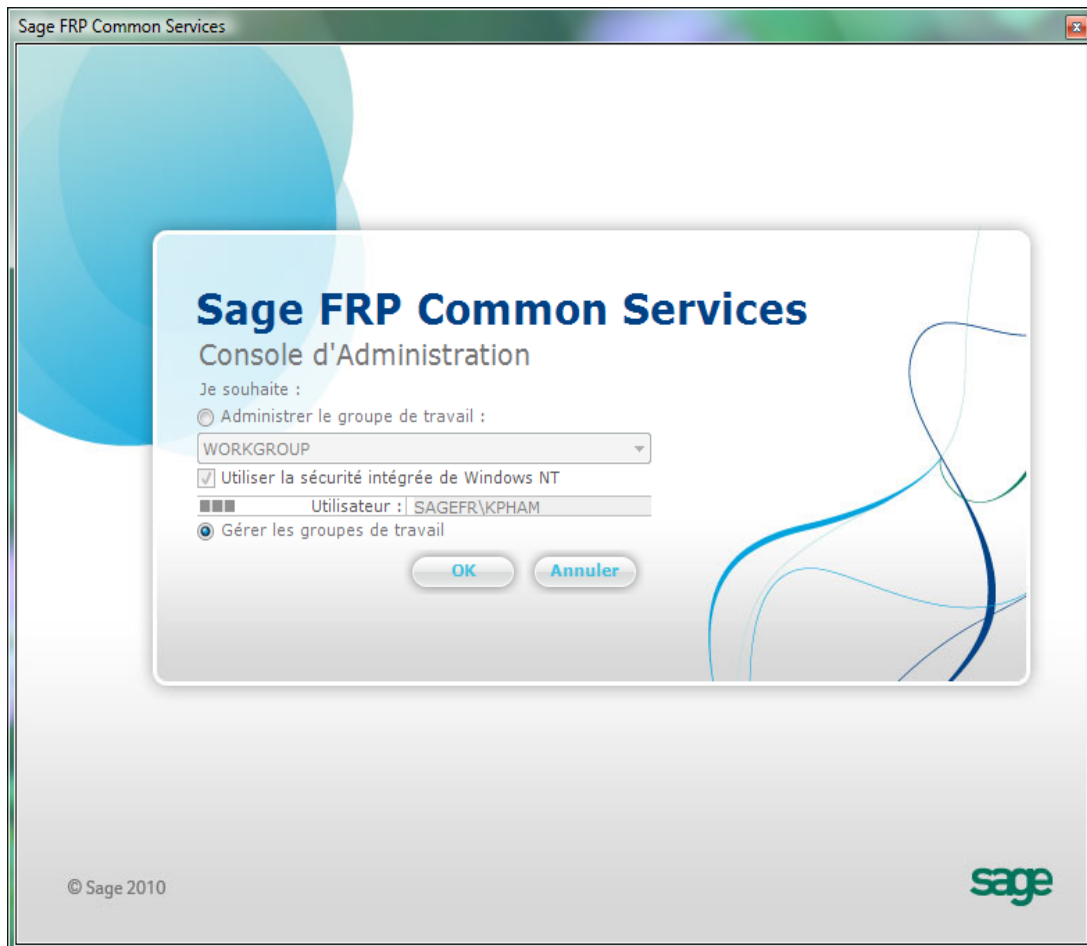 Sage FRP Common Services
Sage FRP Common Services
Console d'Administration
Je souhaite :
Administrer le groupe de travail :
WORKGROUP
Utiliser la sécurité intégrée de Windows NT
Utilisateur : SAGEFR\KPHAM
Gérer les groupes de travail
OK Annuler
© Sage 2010
sage